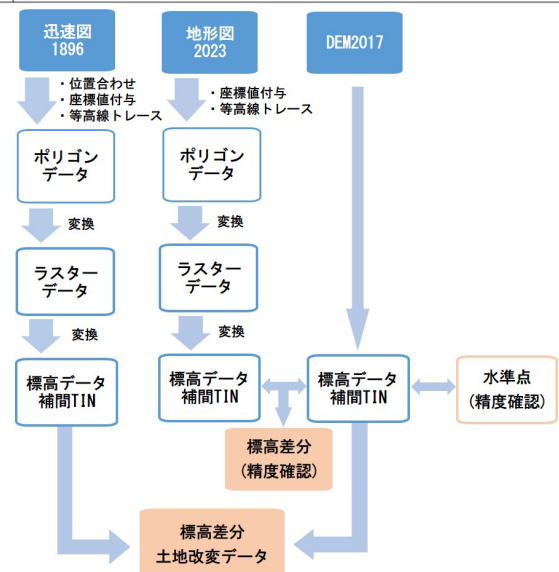 迅速図
1896
地形図
2023
DEM2017
・位置合わせ
・座標値付与
・等高線トレース
・座標値付与
・等高線トレース
ポリゴン
データ
ポリゴン
データ
変換
変換
ラスター
データ
ラスター
データ
変換
変換
標高データ
補間TIN
標高データ
補間TIN
標高データ
補間TIN
水準点
(精度確認)
標高差分
(精度確認)
標高差分
土地改変データ